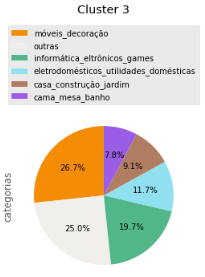 Cluster 3
móveis_decoração
outras
informática_eltrônicos_games
eletrodomésticos_utilidades_domésticas
casa_construção_jardim
cama_mesa_banho
7.8%
9.1%
26.7%
11.7%
categorias
25.0%
19.7%